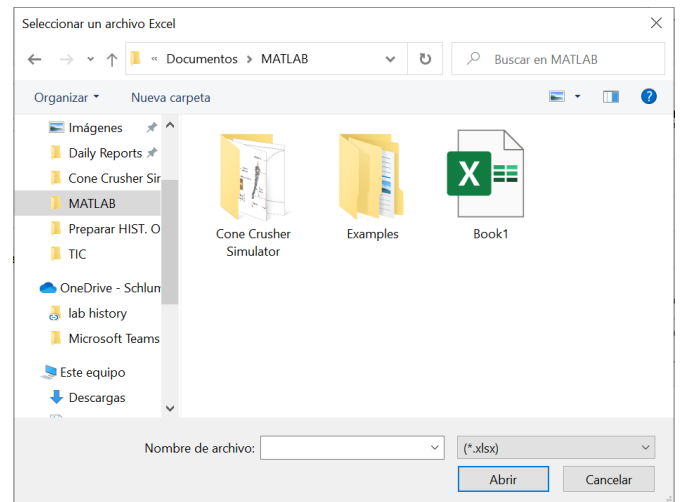 Seleccionar un archivo Excel
« Documentos > MATLAB
Buscar en MATLAB
Organizar
Nueva carpeta
Imágenes
Daily Reports
Cone Crusher Sir
MATLAB
Preparar HIST. O
TIC
OneDrive - Schlum
lab history
Microsoft Teams
Este equipo
Descargas
Cone Crusher
Simulator
Examples
Book1
Nombre de archivo:
(*.xlsx)
Abrir
Cancelar